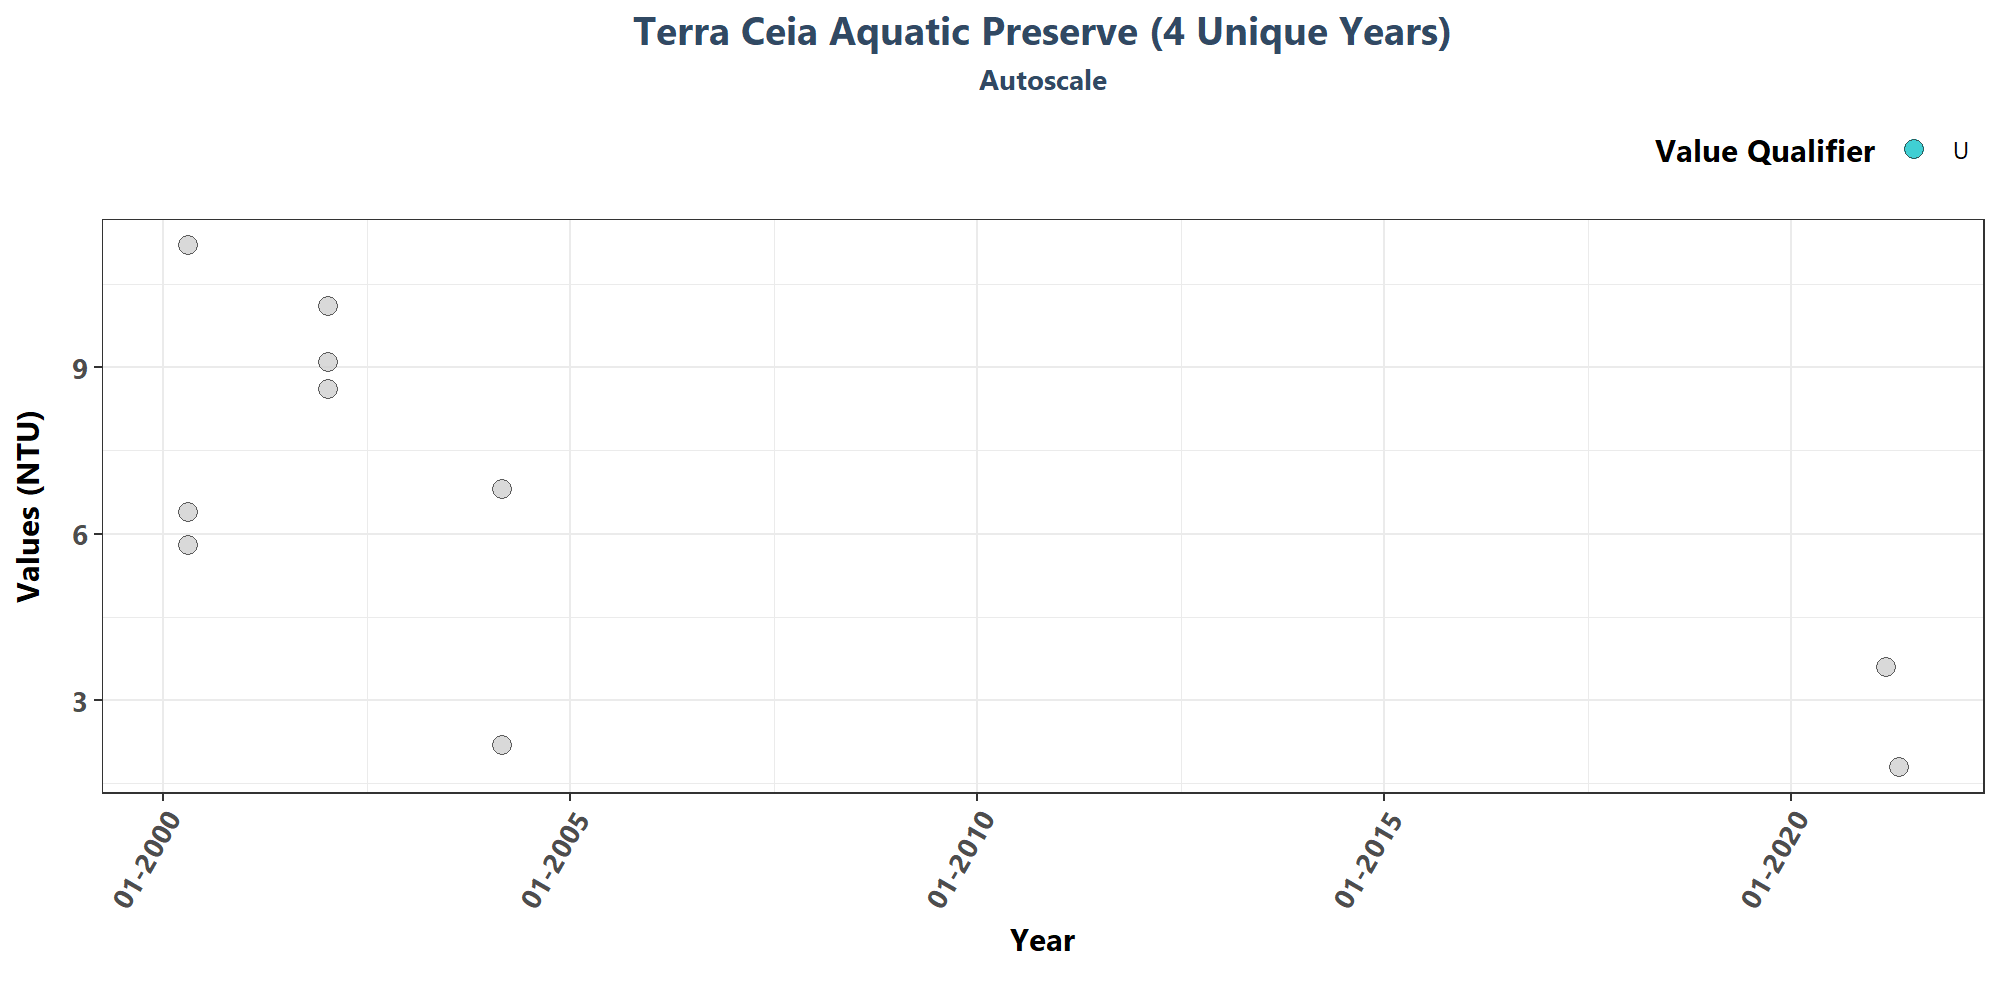 Terra Ceia Aquatic Preserve (4 Unique Years)
Autoscale
Value Qualifier U
9
6
3
Values (NTU)
01-2000
01-2005
01-2010
01-2015
01-2020
Year